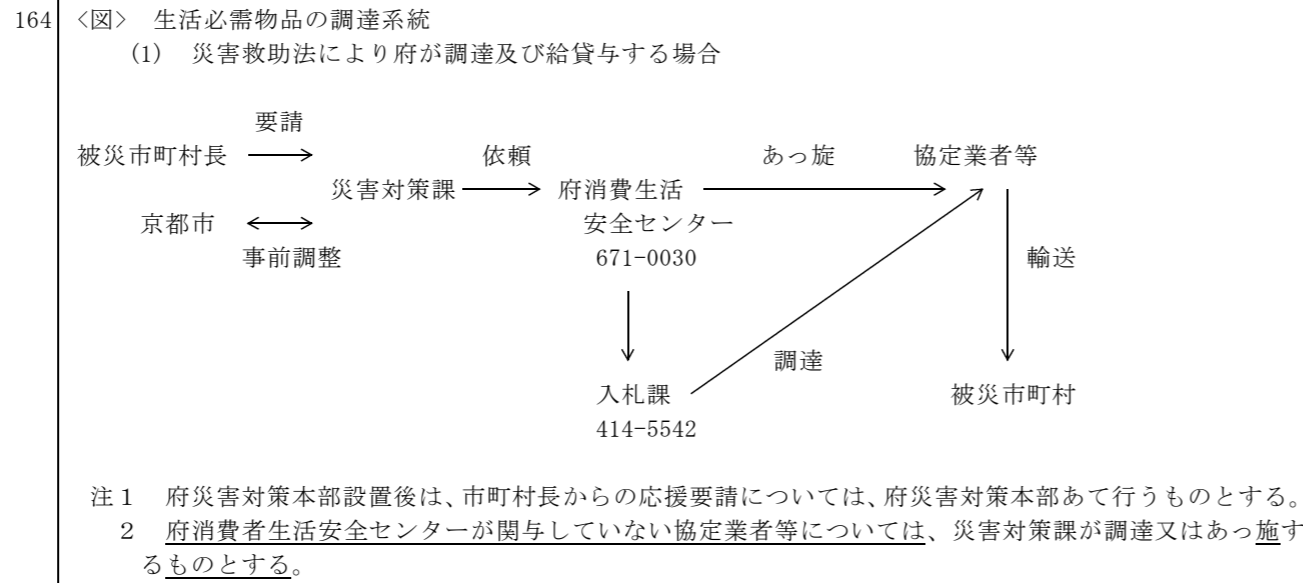 164 <図> 生活必需物品の調達系統
(1) 災害救助法により府が調達及び給貸与する場合
要請
被災市町村長 依頼 あっ旋 協定業者等
災害対策課 府消費生活
京都市 安全センター
事前調整 671-0030 輸送
調達
入札課 被災市町村
414-5542
注1 府災害対策本部設置後は、市町村長からの応援要請については、府災害対策本部あて行うものとする。
2 府消費者生活安全センターが関与していない協定業者等については、災害対策課が調達又はあっ施す
るものとする。